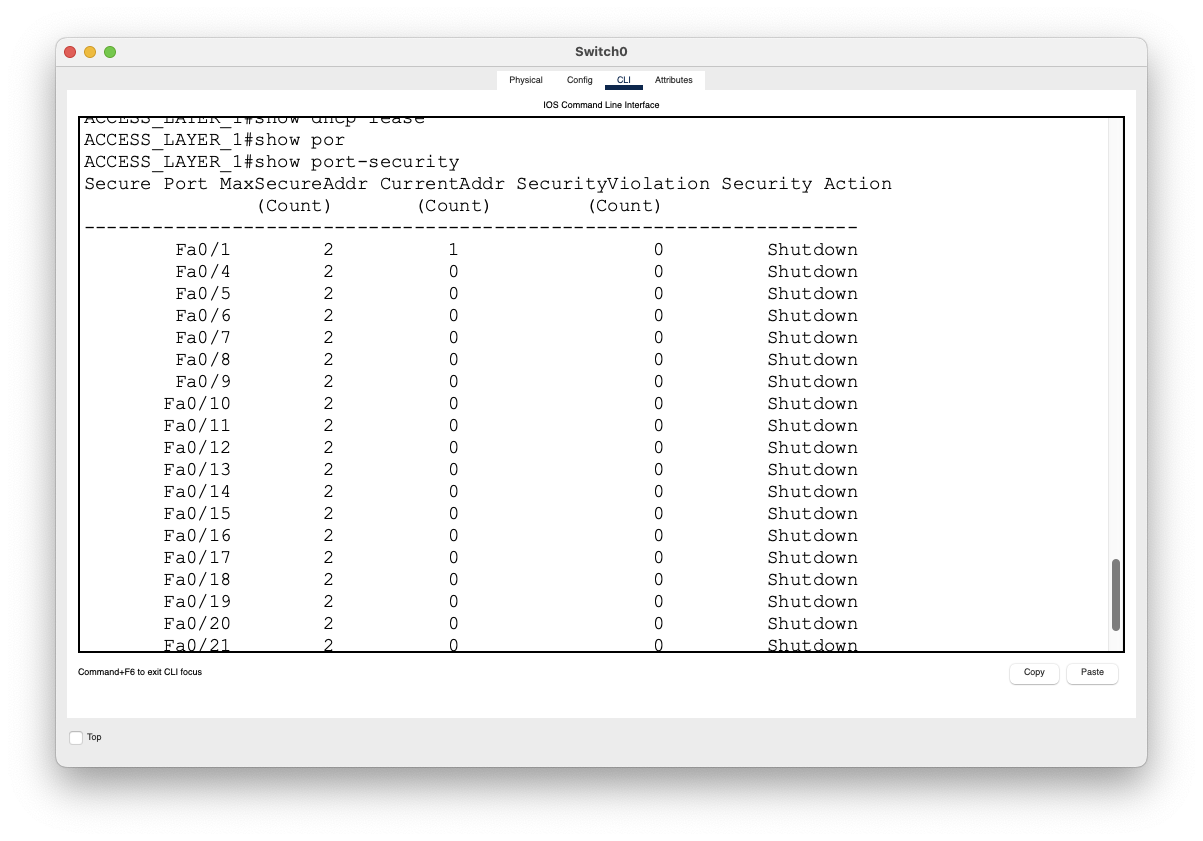 Switch0
Physical Config CLI Attributes
IOS Command Line Interface
ACCESS_LAYER_1#show dhcp lease
ACCESS_LAYER_1#show por
ACCESS_LAYER_1#show port-security
Secure Port MaxSecureAddr CurrentAddr SecurityViolation Security Action
(Count) (Count) (Count)
--------------------------------------------------------------------
Fa0/1 2 1 0 Shutdown
Fa0/4 2 0 0 Shutdown
Fa0/5 2 0 0 Shutdown
Fa0/6 2 0 0 Shutdown
Fa0/7 2 0 0 Shutdown
Fa0/8 2 0 0 Shutdown
Fa0/9 2 0 0 Shutdown
Fa0/10 2 0 0 Shutdown
Fa0/11 2 0 0 Shutdown
Fa0/12 2 0 0 Shutdown
Fa0/13 2 0 0 Shutdown
Fa0/14 2 0 0 Shutdown
Fa0/15 2 0 0 Shutdown
Fa0/16 2 0 0 Shutdown
Fa0/17 2 0 0 Shutdown
Fa0/18 2 0 0 Shutdown
Fa0/19 2 0 0 Shutdown
Fa0/20 2 0 0 Shutdown
Fa0/21 2 0 0 Shutdown
Command+F6 to exit CLI focus
Copy Paste
Top